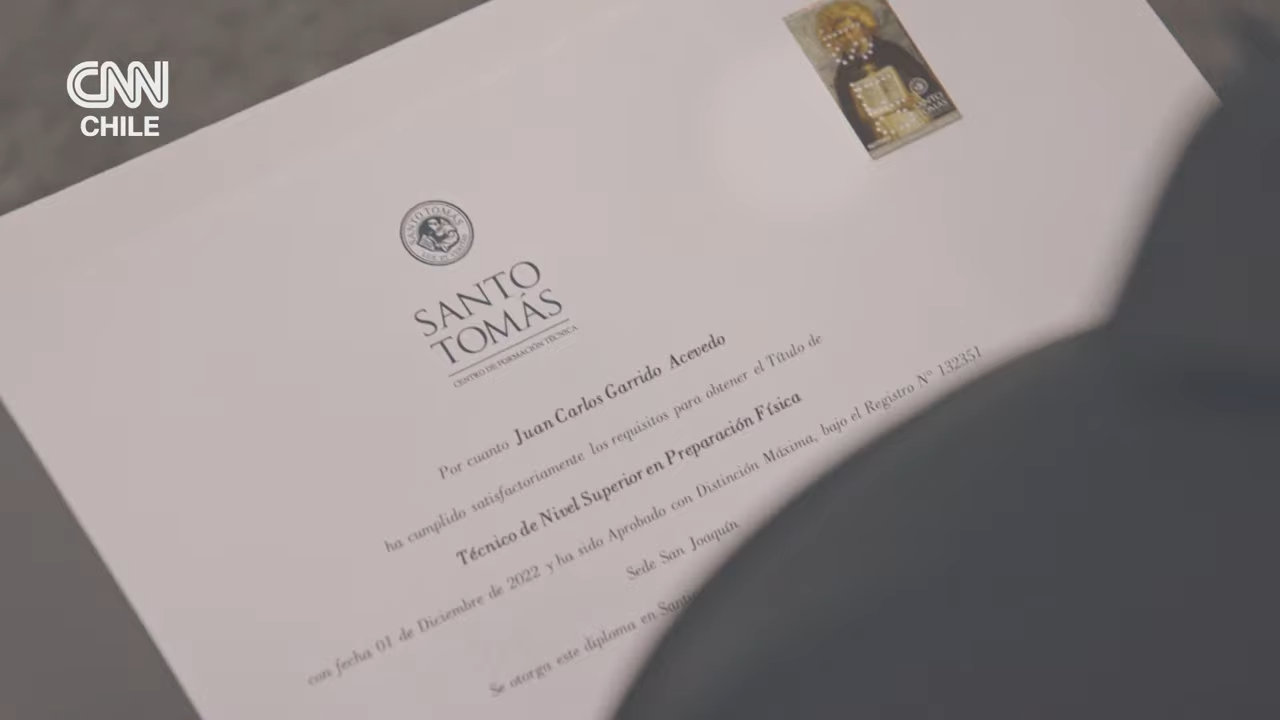 CNN
CHILE
SANTO TOMÁS
SANTO
TOMÁS
CENTRO DE FORMACIÓN TÉCNICA
Por cuanto Juan Carlos Garrido Acevedo
ha cumplido satisfactoriamente los requisitos para obtener el Título de
Técnico de Nivel Superior en Preparación Física
con fecha 01 de Diciembre de 2022 y ha sido Aprobado con Distinción Máxima, bajo el Registro N° 132351
Sede San Joaquín
Se otorga este diploma en